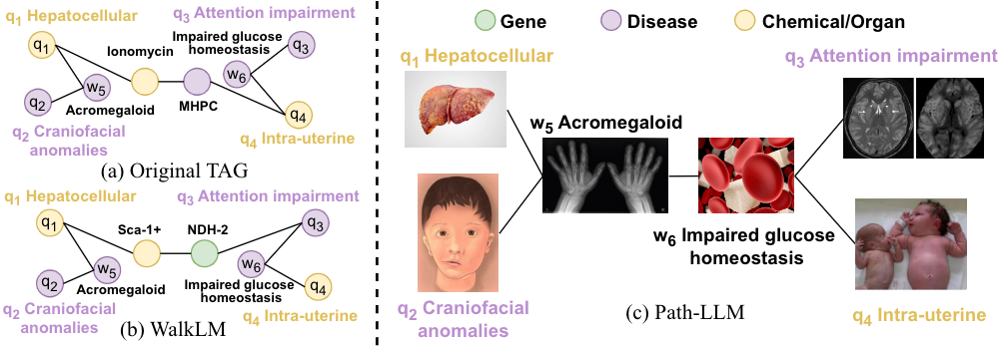 Gene
Disease
Chemical/Organ
q1 Hepatocellular
q3 Attention impairment
Ionomycin
Impaired glucose
homeostasis
q1
q3
w5
w6
q2
q4
Acromegaloid
MHPC
q2 Craniofacial
anomalies
q4 Intra-uterine
(a) Original TAG
q1 Hepatocellular
q3 Attention impairment
Sca-1+
NDH-2
q1
q3
w5
w6
q2
q4
Acromegaloid
Impaired glucose
homeostasis
q2 Craniofacial
anomalies
q4 Intra-uterine
(b) WalkLM
q1 Hepatocellular
q3 Attention impairment
w5 Acromegaloid
w6 Impaired glucose
homeostasis
q2 Craniofacial
anomalies
q4 Intra-uterine
(c) Path-LLM